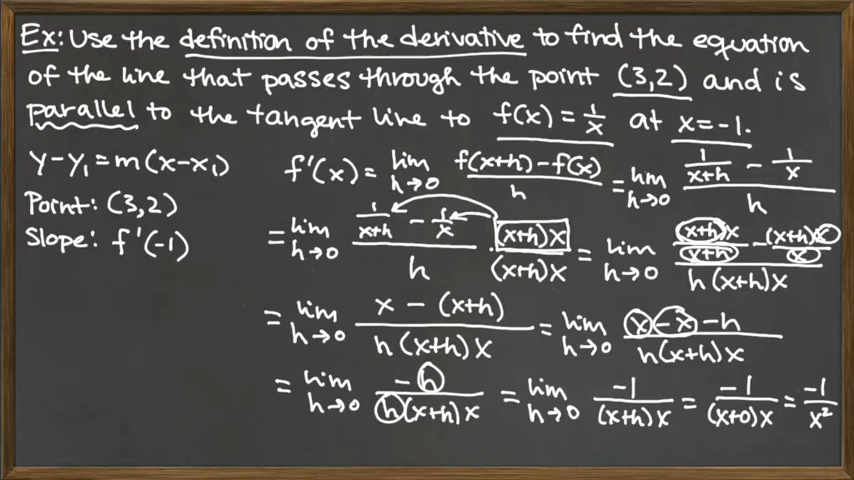 Ex: Use the definition of the derivative to find the equation
of the line that passes through the point (3,2) and is
parallel to the tangent line to f(x) = 1/x at x = -1.
y-y₁ = m(x-x₁)
Point: (3,2)
Slope: f'(-1)
f'(x) = lim h→0 (f(x+h)-f(x))/h = lim h→0 (1/(x+h) - 1/x)/h
= lim h→0 (1/(x+h) - 1/x)/h · (x+h)x/(x+h)x = lim h→0 ((x+h)x/(x+h) - (x+h)x/x)/(h(x+h)x)
= lim h→0 (x - (x+h))/(h(x+h)x) = lim h→0 (x-x-h)/(h(x+h)x)
= lim h→0 -h/(h(x+h)x) = lim h→0 -1/((x+h)x) = -1/((x+0)x) = -1/x²